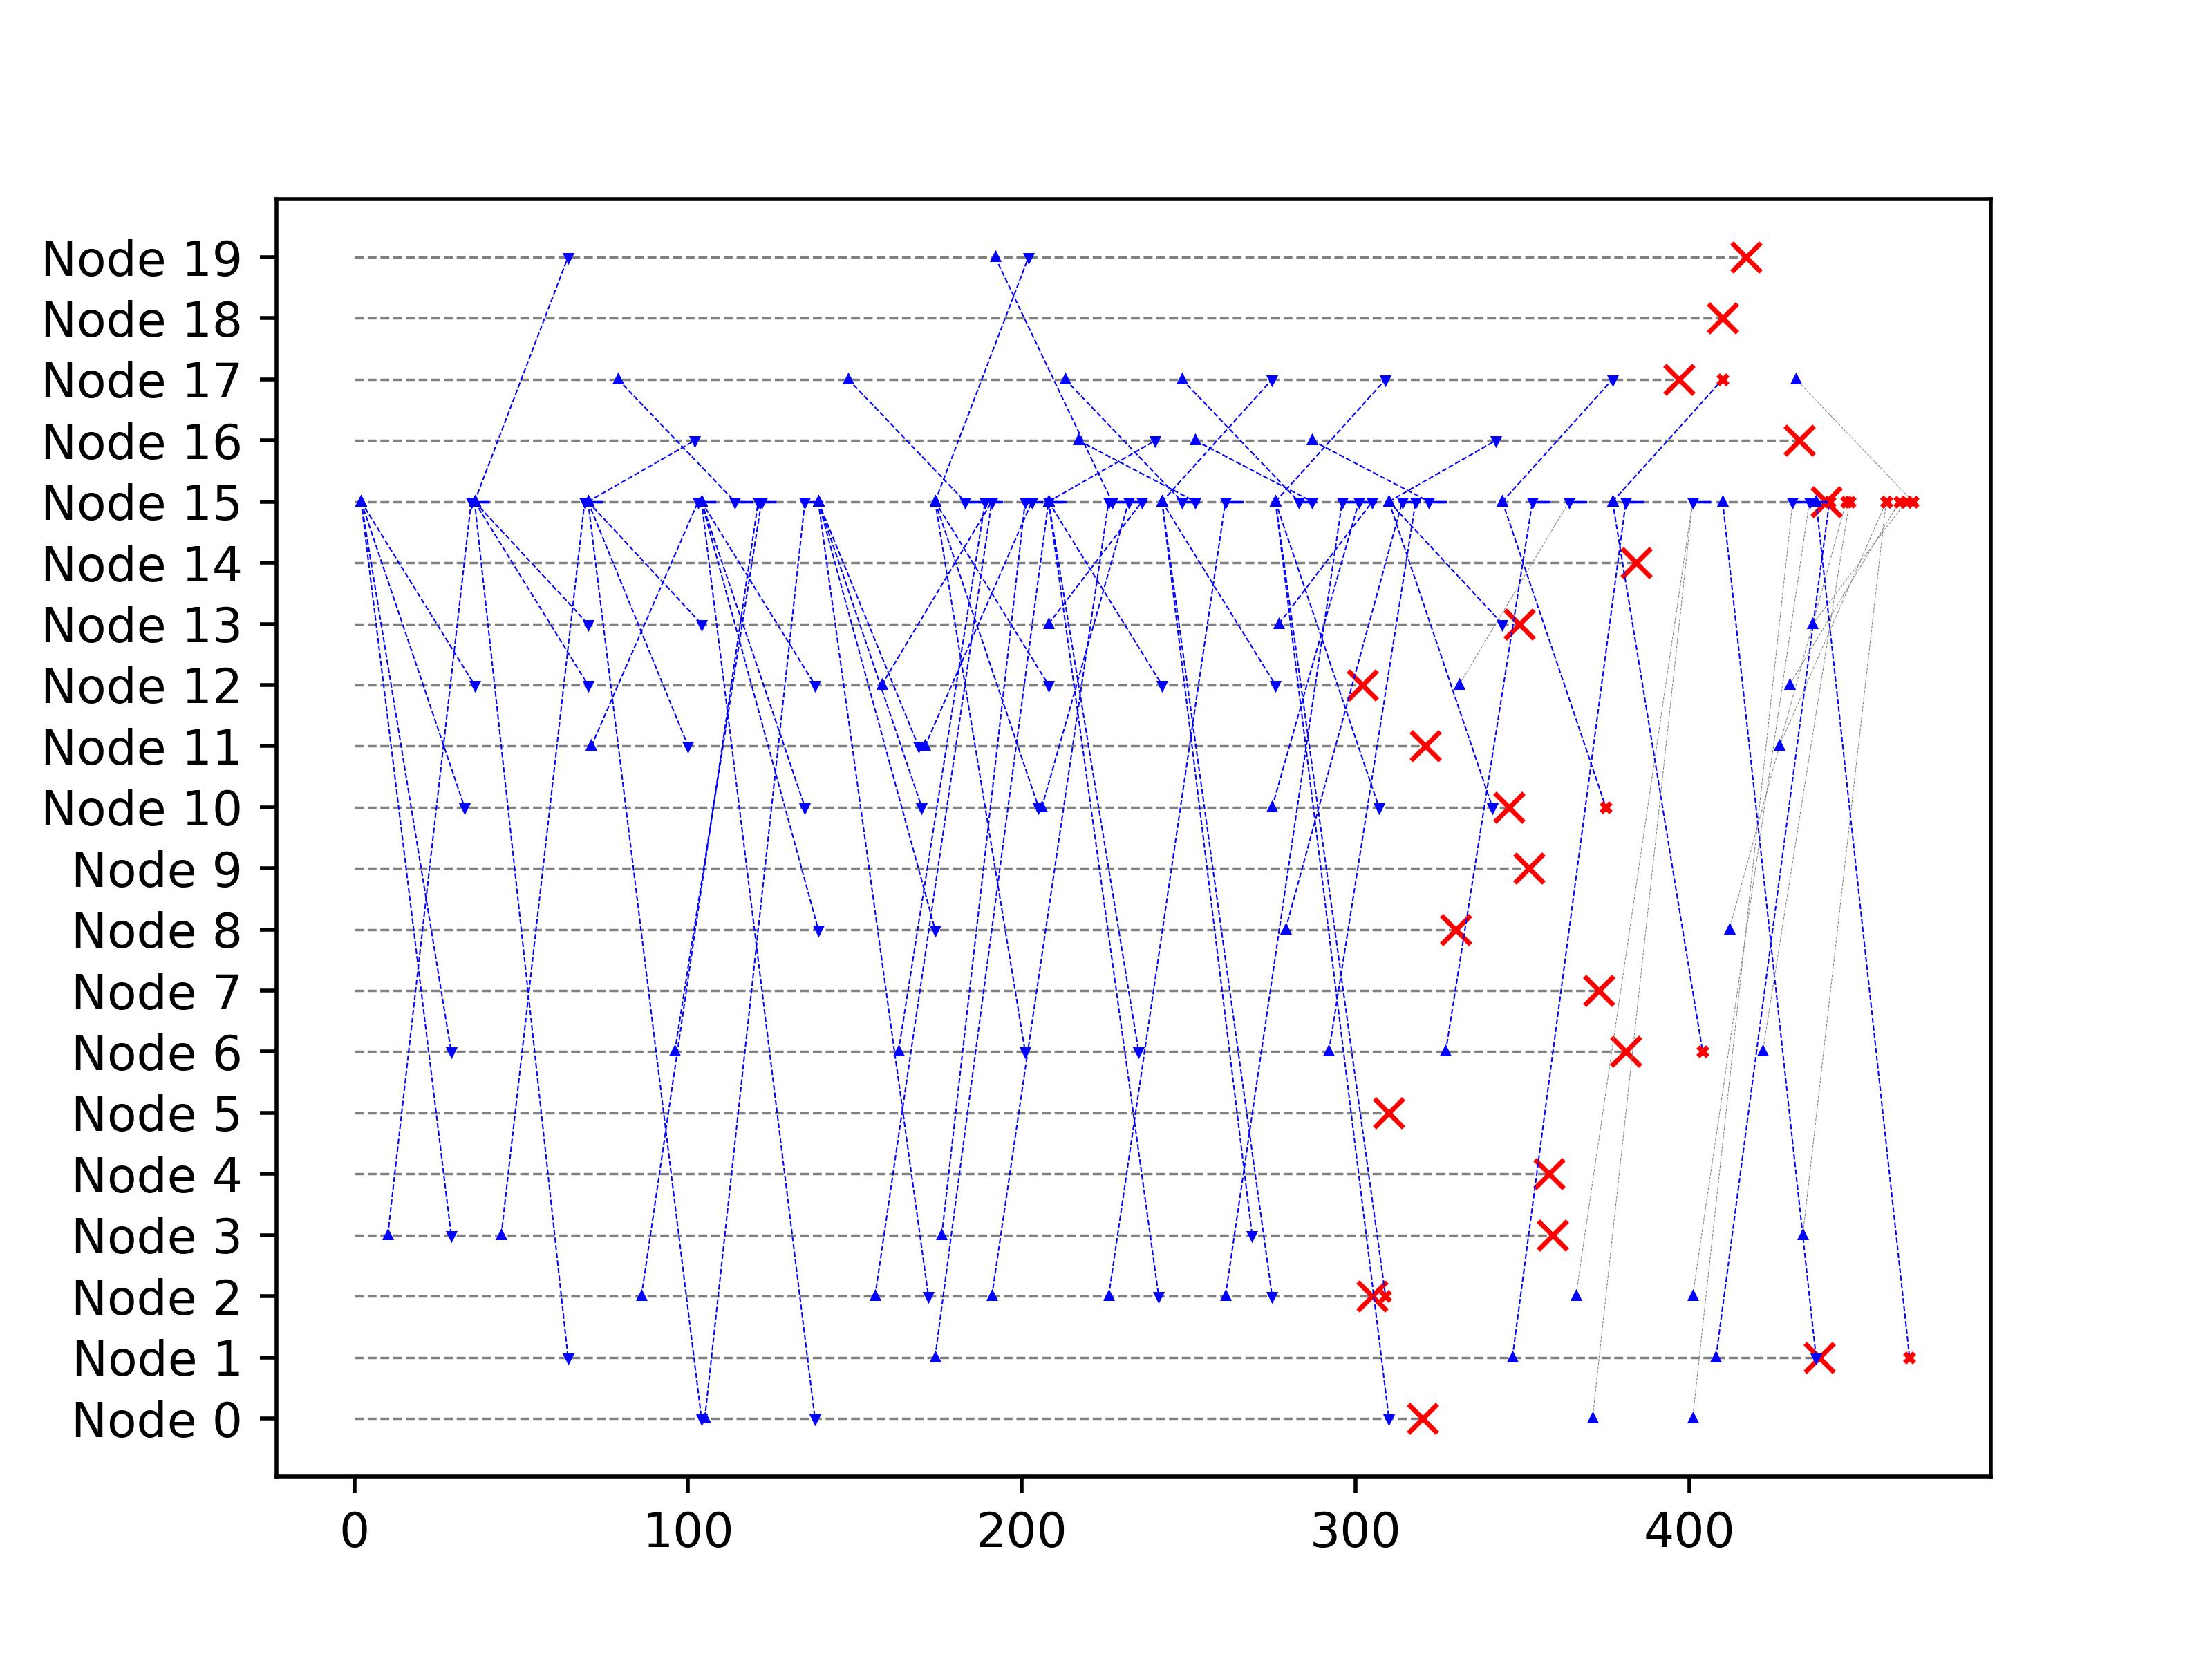 Node 19
Node 18
Node 17
Node 16
Node 15
Node 14
Node 13
Node 12
Node 11
Node 10
Node 9
Node 8
Node 7
Node 6
Node 5
Node 4
Node 3
Node 2
Node 1
Node 0
0 100 200 300 400